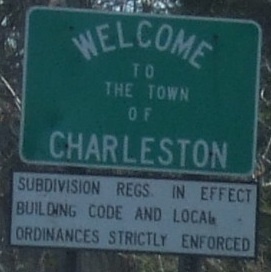 WELCOME
TO
THE TOWN
OF
CHARLESTON
SUBDIVISION REGS. IN EFFECT
BUILDING CODE AND LOCAL
ORDINANCES STRICTLY ENFORCED